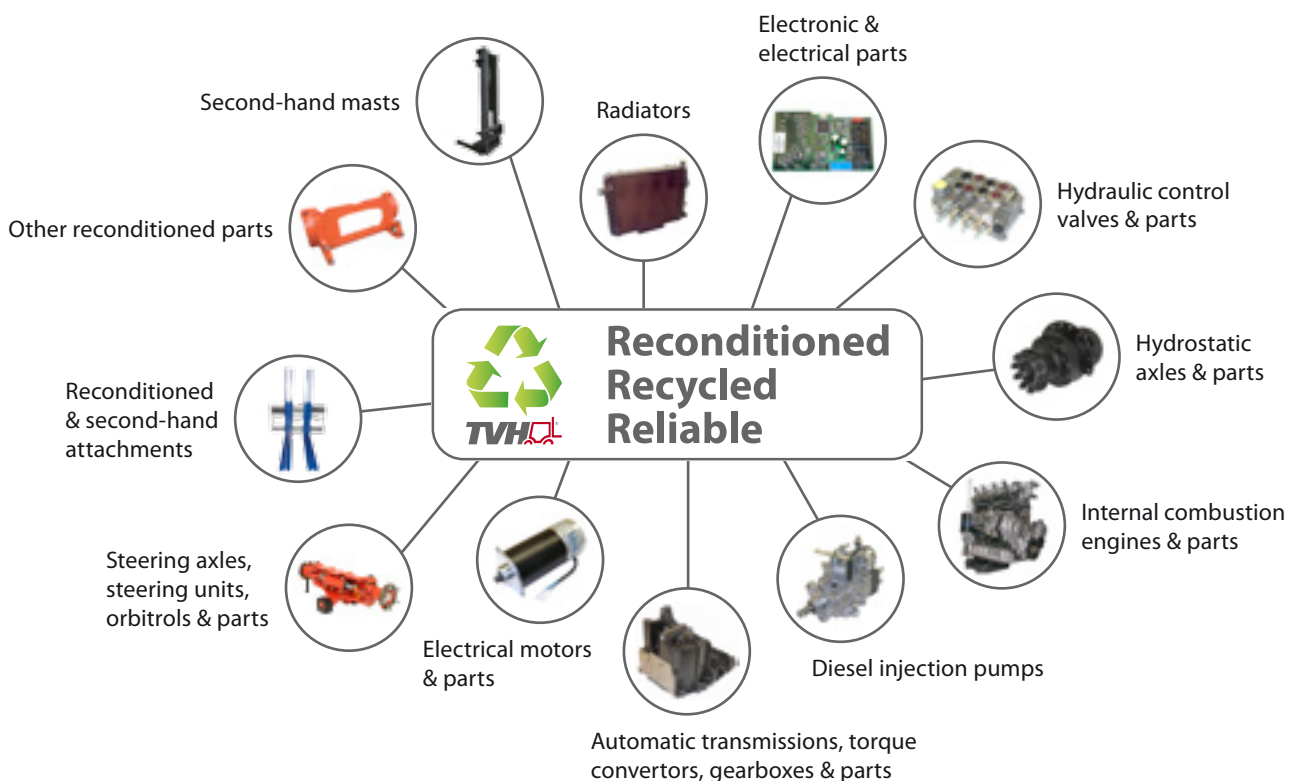 Electronic &
electrical parts
Second-hand masts
Radiators
Hydraulic control
valves & parts
Other reconditioned parts
Reconditioned
Recycled
Reliable
TVH
Hydrostatic
axles & parts
Reconditioned
& second-hand
attachments
Internal combustion
engines & parts
Steering axles,
steering units,
orbitrols & parts
Electrical motors
& parts
Diesel injection pumps
Automatic transmissions, torque
convertors, gearboxes & parts